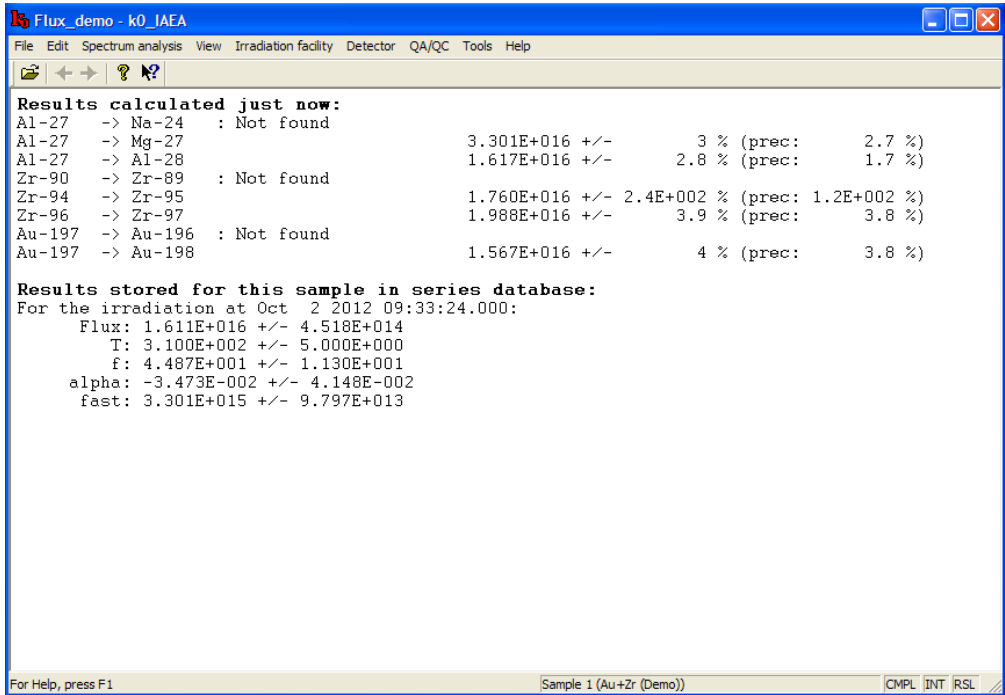 Flux_demo - k0_IAEA
File Edit Spectrum analysis View Irradiation facility Detector QA/QC Tools Help
Results calculated just now:
Al-27 -> Na-24 : Not found
Al-27 -> Mg-27 3.301E+016 +/- 3 % (prec: 2.7 %)
Al-27 -> Al-28 1.617E+016 +/- 2.8 % (prec: 1.7 %)
Zr-90 -> Zr-89 : Not found
Zr-94 -> Zr-95 1.760E+016 +/- 2.4E+002 % (prec: 1.2E+002 %)
Zr-96 -> Zr-97 1.988E+016 +/- 3.9 % (prec: 3.8 %)
Au-197 -> Au-196 : Not found
Au-197 -> Au-198 1.567E+016 +/- 4 % (prec: 3.8 %)
Results stored for this sample in series database:
For the irradiation at Oct 2 2012 09:33:24.000:
Flux: 1.611E+016 +/- 4.518E+014
T: 3.100E+002 +/- 5.000E+000
f: 4.487E+001 +/- 1.130E+001
alpha: -3.473E-002 +/- 4.148E-002
fast: 3.301E+015 +/- 9.797E+013
For Help, press F1 Sample 1 (Au+Zr (Demo)) CMPL INT RSL